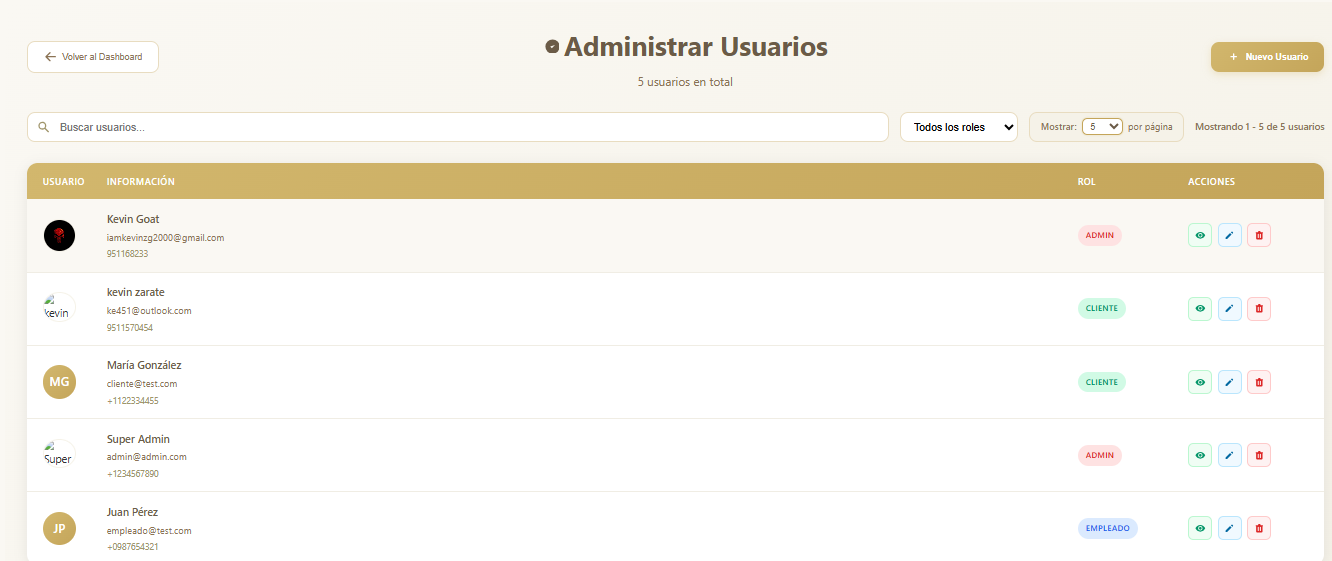 Volver al Dashboard
Administrar Usuarios
5 usuarios en total
+ Nuevo Usuario
Buscar usuarios...
Todos los roles
Mostrar: 5 por página
Mostrando 1 - 5 de 5 usuarios
USUARIO INFORMACIÓN ROL ACCIONES
Kevin Goat
iamkevinzg2000@gmail.com
951168233
ADMIN
kevin
kevin zarate
ke451@outlook.com
9511570454
CLIENTE
MG
María González
cliente@test.com
+1122334455
CLIENTE
Super
Super Admin
admin@admin.com
+1234567890
ADMIN
JP
Juan Pérez
empleado@test.com
+0987654321
EMPLEADO